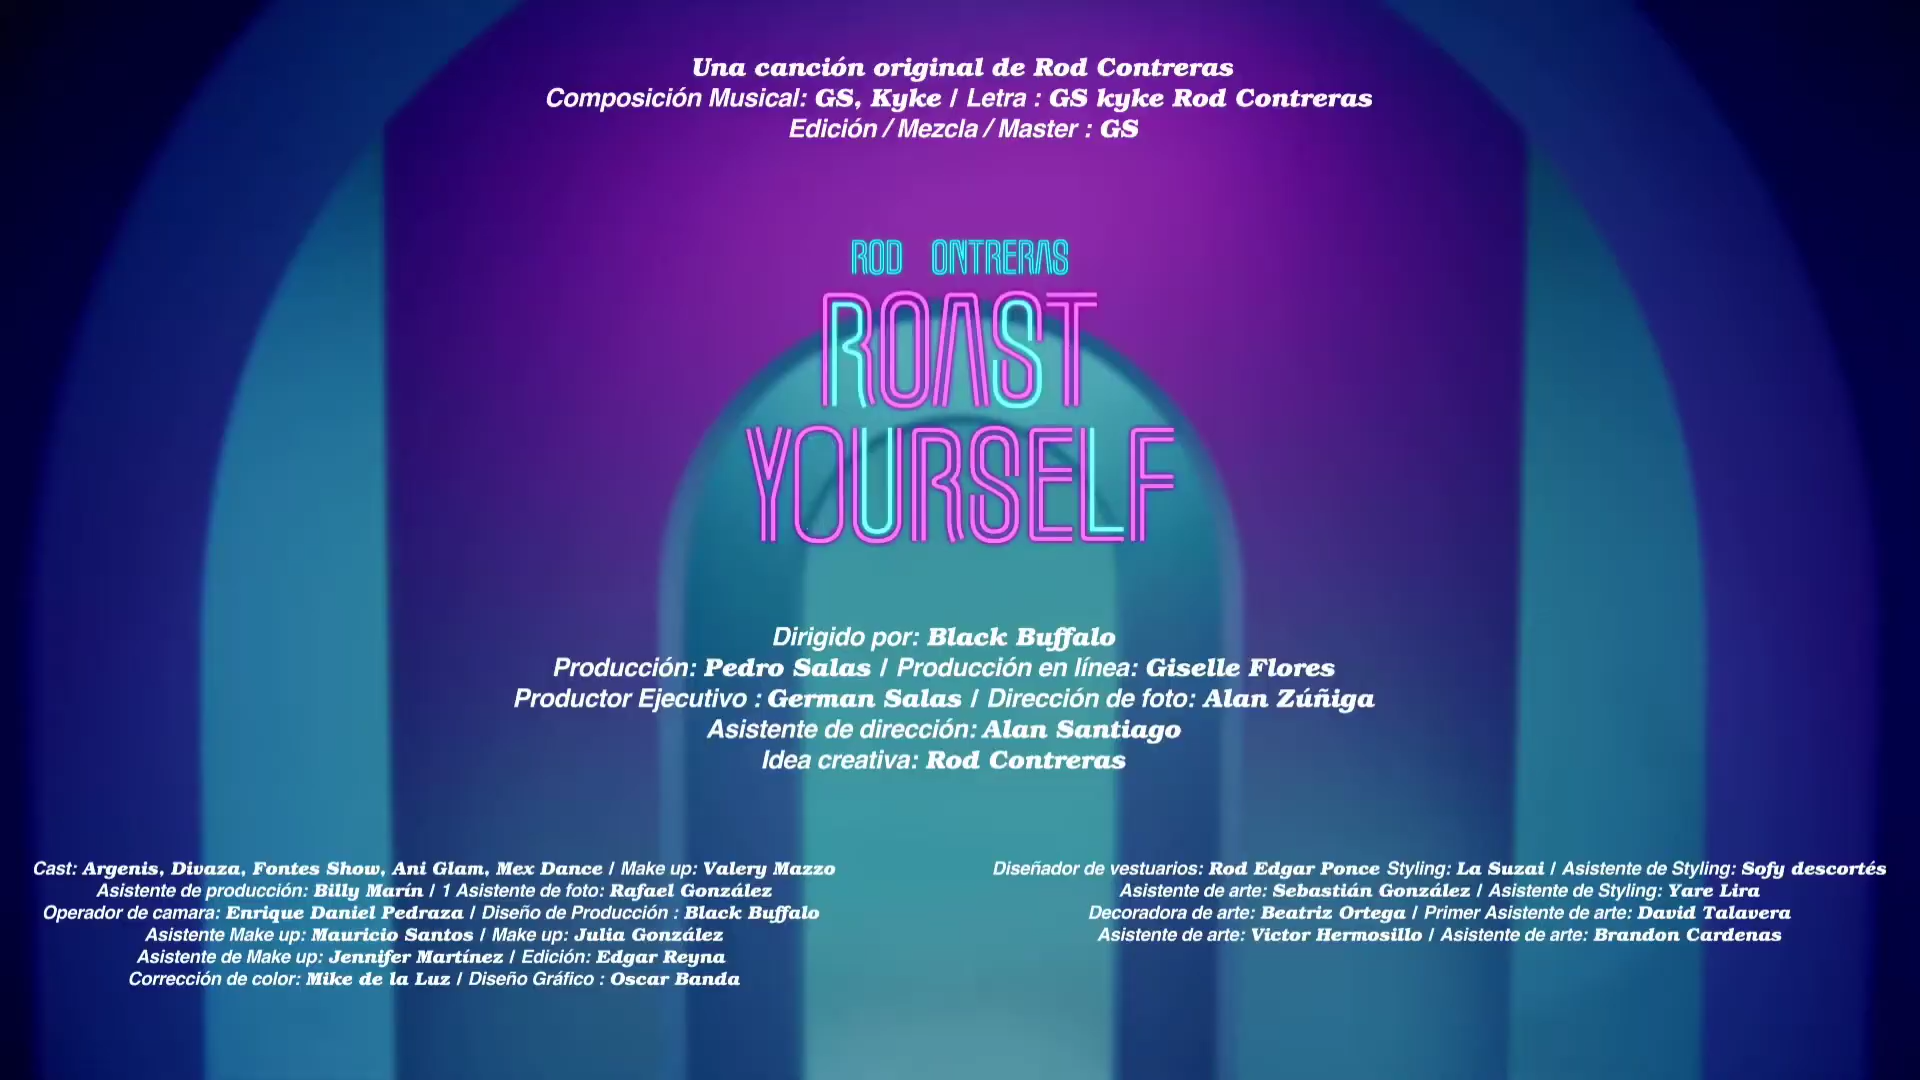 Una canción original de Rod Contreras
Composición Musical: GS, Kyke / Letra : GS kyke Rod Contreras
Edición / Mezcla / Master : GS
ROD ONTRERAS
ROAST
YOURSELF
Dirigido por: Black Buffalo
Producción: Pedro Salas / Producción en línea: Giselle Flores
Productor Ejecutivo : German Salas / Dirección de foto: Alan Zúñiga
Asistente de dirección: Alan Santiago
Idea creativa: Rod Contreras
Cast: Argenis, Divaza, Fontes Show, Ani Glam, Mex Dance / Make up: Valery Mazzo
Asistente de producción: Billy Marín / 1 Asistente de foto: Rafael González
Operador de camara: Enrique Daniel Pedraza / Diseño de Producción : Black Buffalo
Asistente Make up: Mauricio Santos / Make up: Julia González
Asistente de Make up: Jennifer Martínez / Edición: Edgar Reyna
Corrección de color: Mike de la Luz / Diseño Gráfico : Oscar Banda
Diseñador de vestuarios: Rod Edgar Ponce Styling: La Suzai / Asistente de Styling: Sofy descortés
Asistente de arte: Sebastián González / Asistente de Styling: Yare Lira
Decoradora de arte: Beatriz Ortega / Primer Asistente de arte: David Talavera
Asistente de arte: Victor Hermosillo / Asistente de arte: Brandon Cardenas